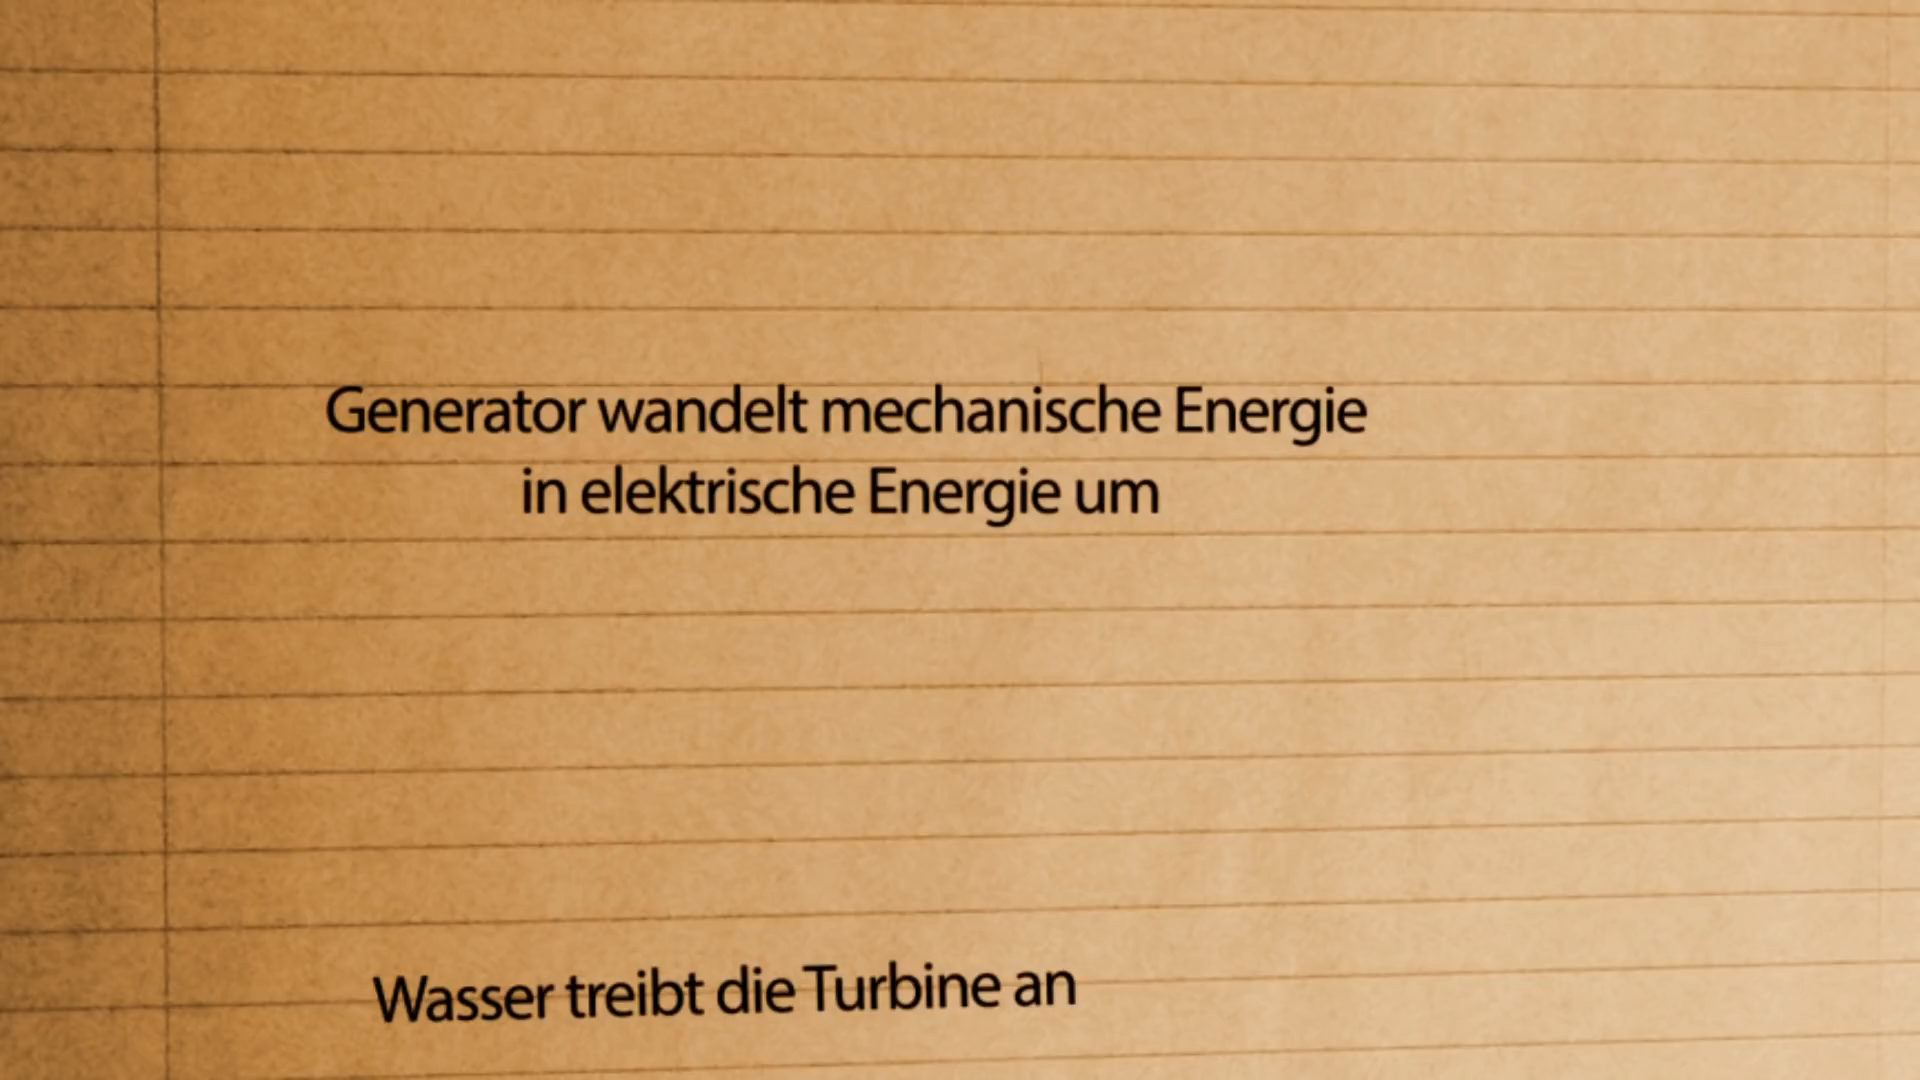 Generator wandelt mechanische Energie
in elektrische Energie um
Wasser treibt die Turbine an